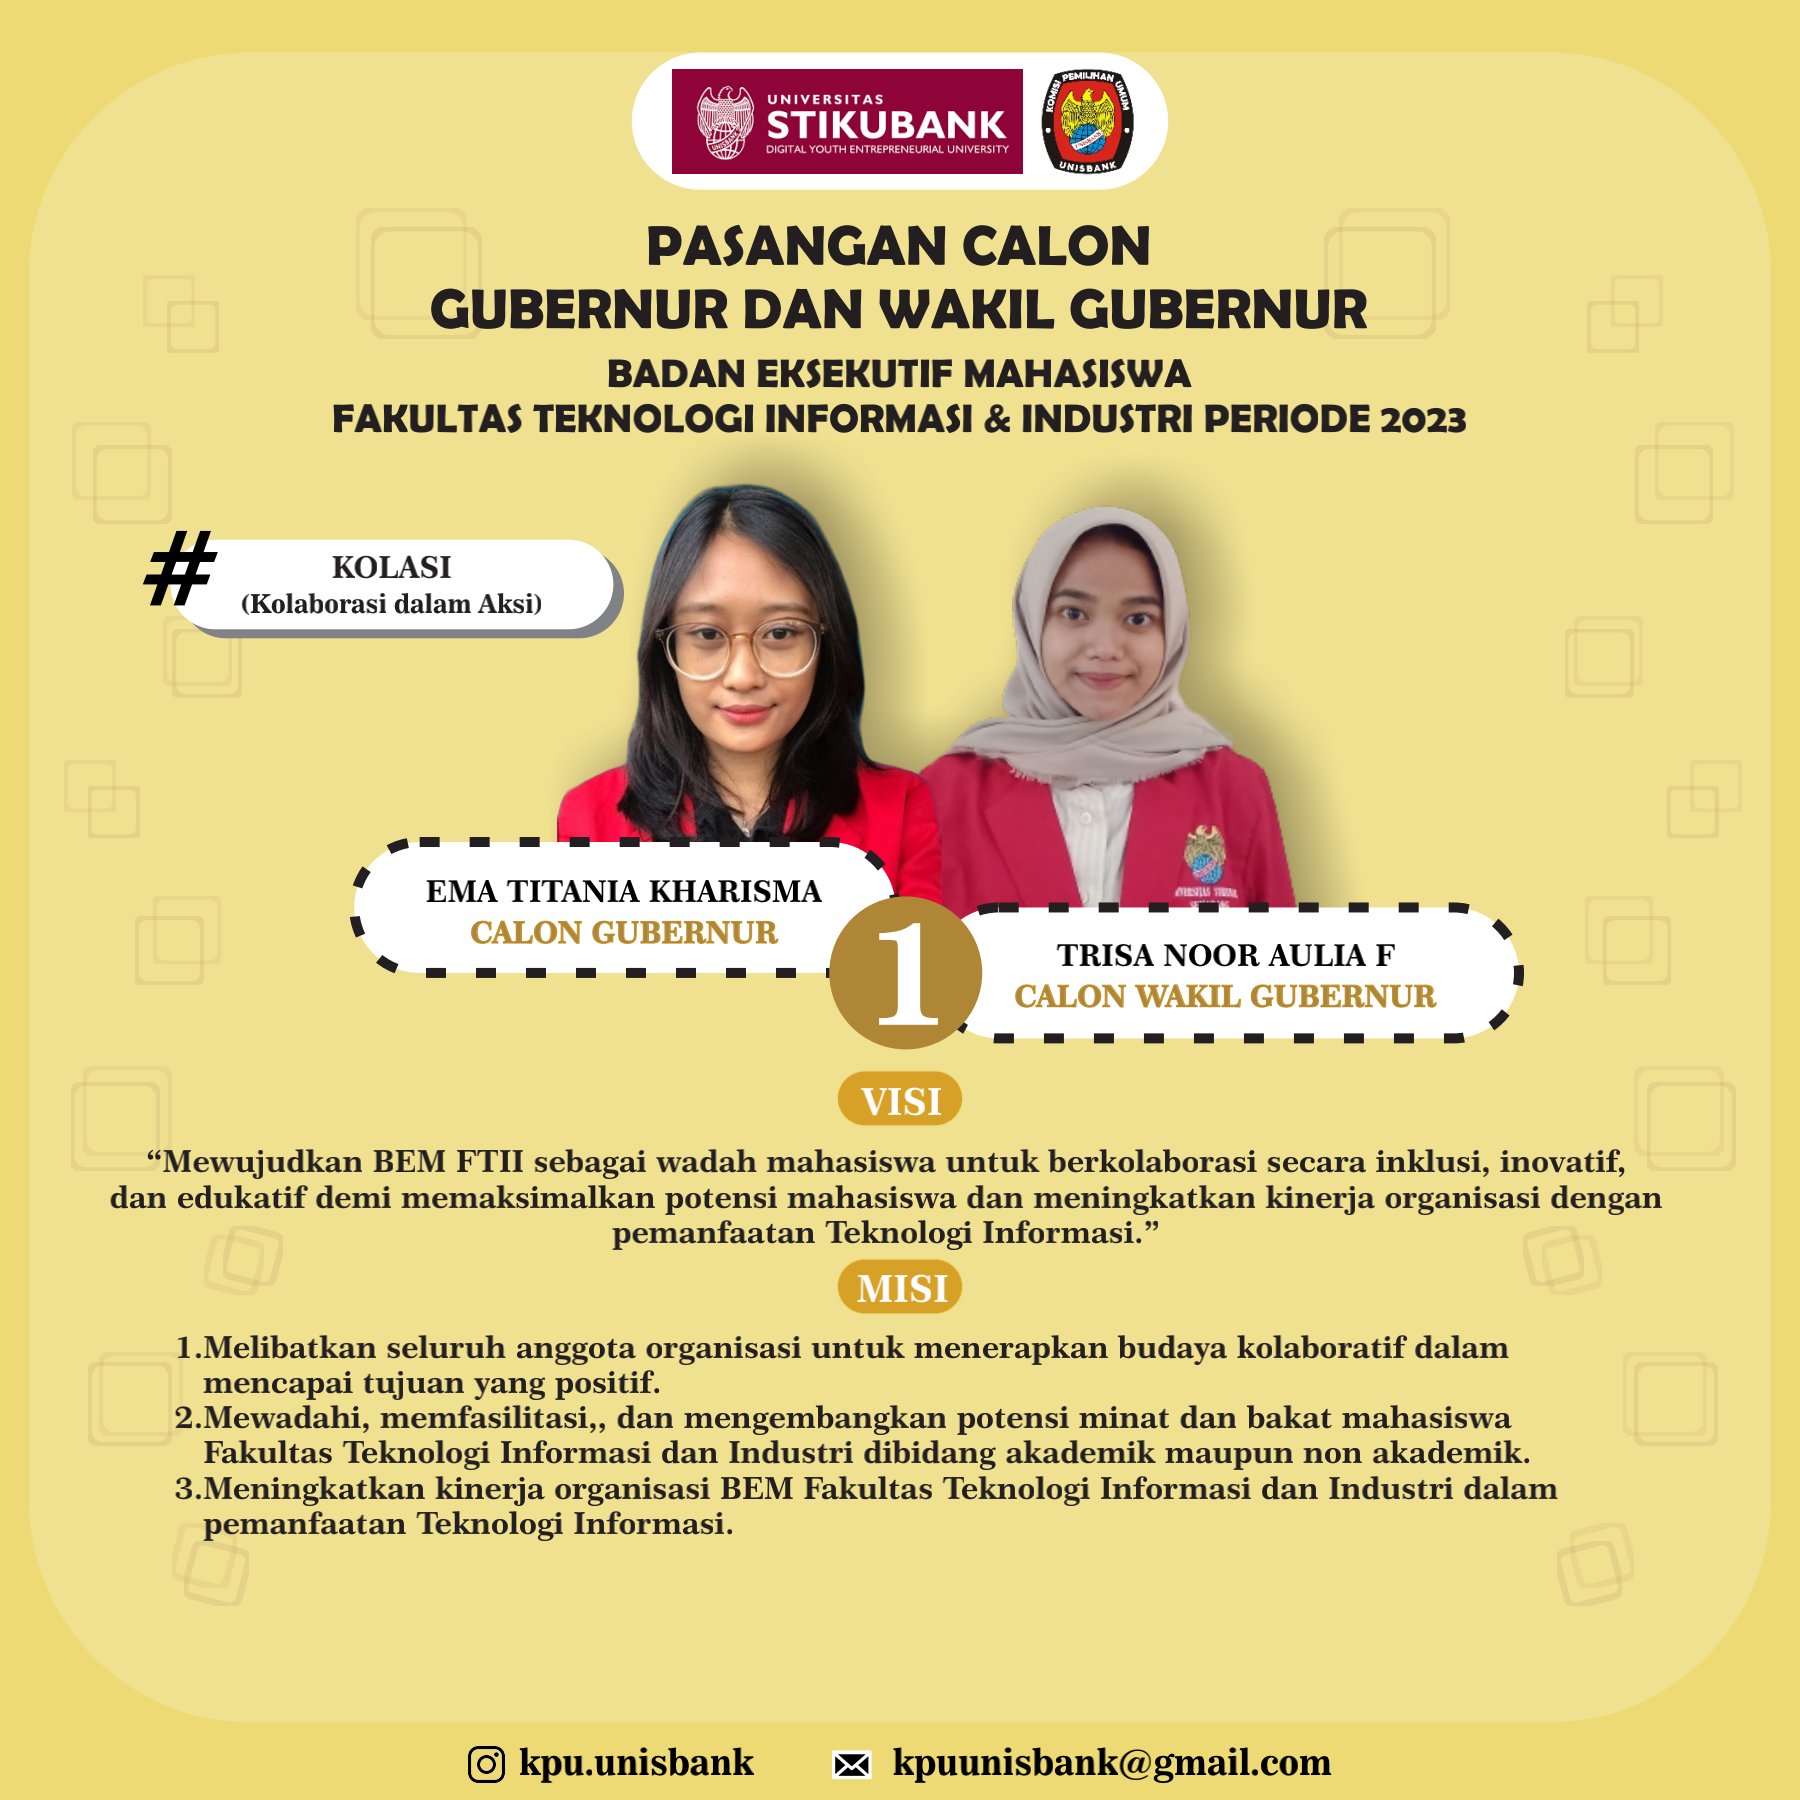 UNIVERSITAS
STIKUBANK
DIGITAL YOUTH ENTREPRENEURIAL UNIVERSITY
KOMISI PEMILIHAN UMUM
UNISBANK
PASANGAN CALON
GUBERNUR DAN WAKIL GUBERNUR
BADAN EKSEKUTIF MAHASISWA
FAKULTAS TEKNOLOGI INFORMASI & INDUSTRI PERIODE 2023
# KOLASI
(Kolaborasi dalam Aksi)
EMA TITANIA KHARISMA
CALON GUBERNUR
1
TRISA NOOR AULIA F
CALON WAKIL GUBERNUR
VISI
“Mewujudkan BEM FTII sebagai wadah mahasiswa untuk berkolaborasi secara inklusi, inovatif,
dan edukatif demi memaksimalkan potensi mahasiswa dan meningkatkan kinerja organisasi dengan
pemanfaatan Teknologi Informasi.”
MISI
1.Melibatkan seluruh anggota organisasi untuk menerapkan budaya kolaboratif dalam
mencapai tujuan yang positif.
2.Mewadahi, memfasilitasi,, dan mengembangkan potensi minat dan bakat mahasiswa
Fakultas Teknologi Informasi dan Industri dibidang akademik maupun non akademik.
3.Meningkatkan kinerja organisasi BEM Fakultas Teknologi Informasi dan Industri dalam
pemanfaatan Teknologi Informasi.
kpu.unisbank
kpuunisbank@gmail.com